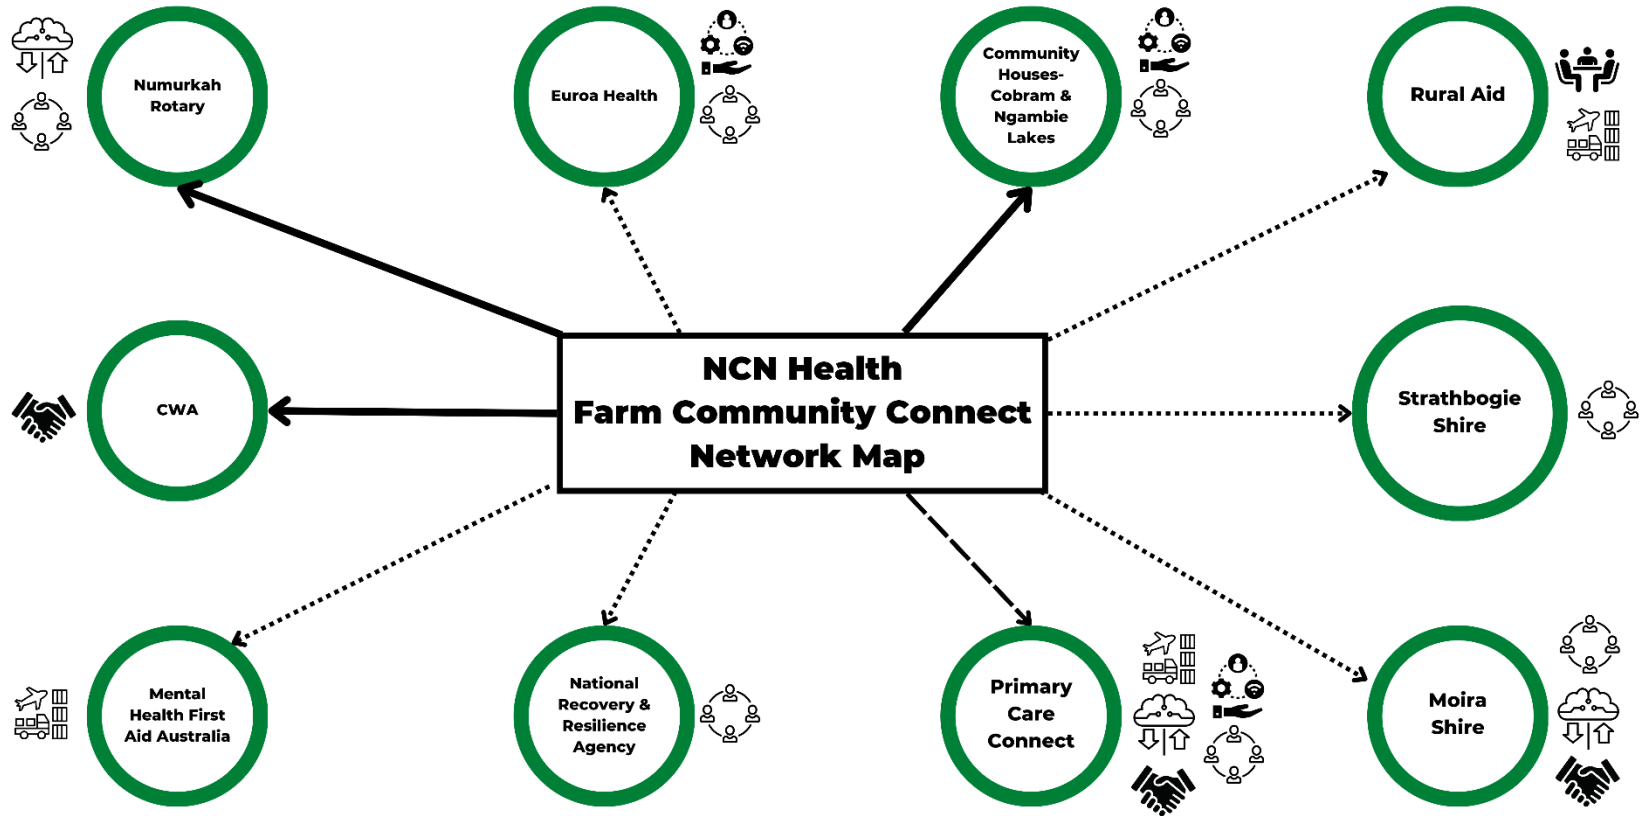 Numurkah
Rotary
Euroa Health
Community
Houses-
Cobram &
Ngambie
Lakes
Rural Aid
NCN Health
Farm Community Connect
Network Map
CWA
Strathbogie
Shire
Mental
Health First
Aid Australia
National
Recovery &
Resilience
Agency
Primary
Care
Connect
Moira
Shire